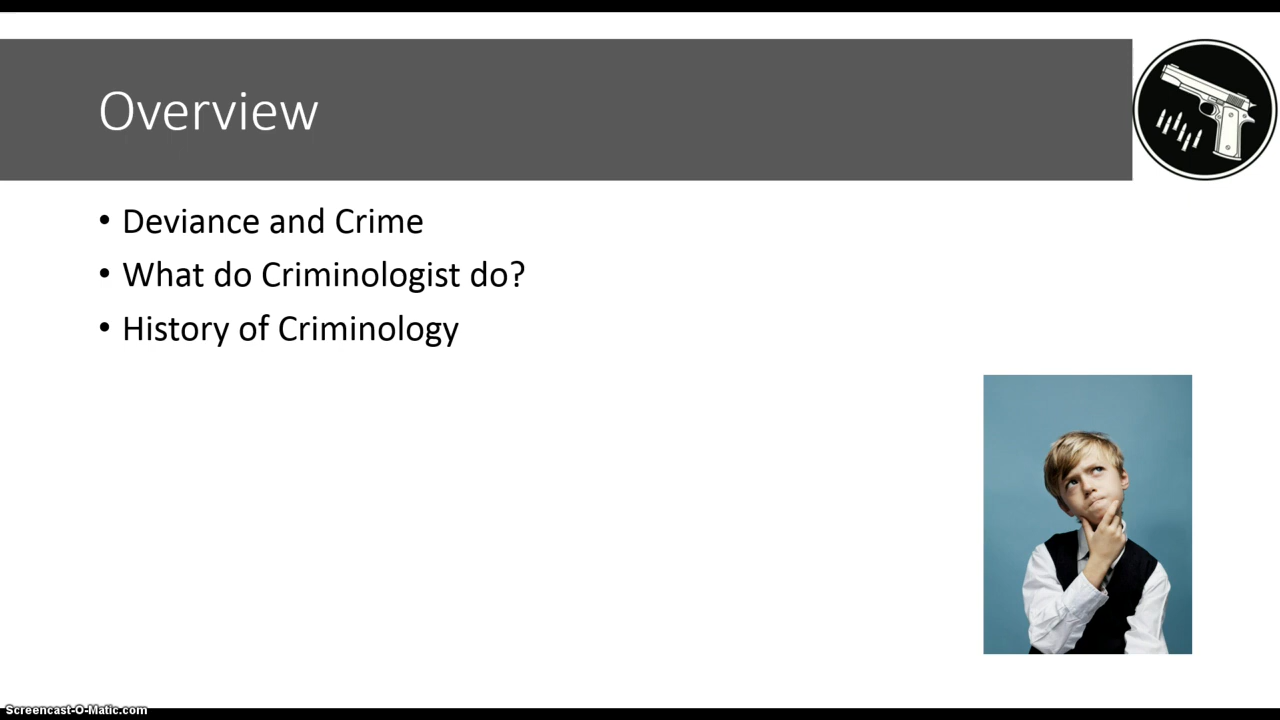 Overview
• Deviance and Crime
• What do Criminologist do?
• History of Criminology
Screencast-O-Matic.com